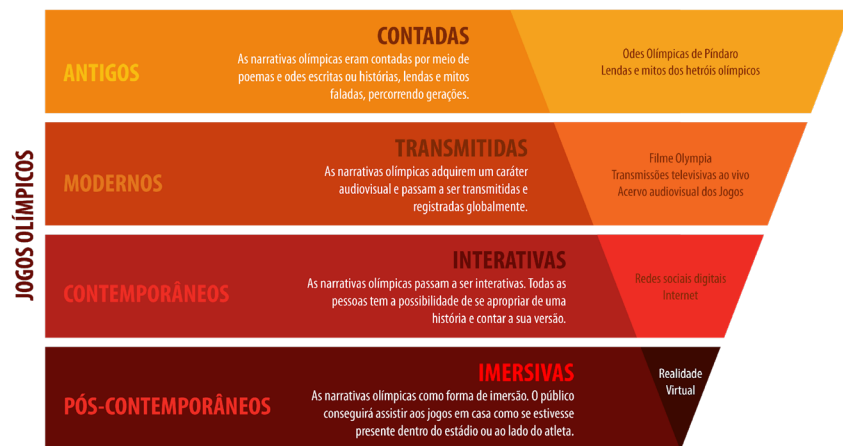 JOGOS OLÍMPICOS
ANTIGOS
CONTADAS
As narrativas olímpicas eram contadas por meio de
poemas e odes escritas ou histórias, lendas e mitos
faladas, percorrendo gerações.
Odes Olímpicas de Píndaro
Lendas e mitos dos hetróis olímpicos
MODERNOS
TRANSMITIDAS
As narrativas olímpicas adquirem um caráter
audiovisual e passam a ser transmitidas e
registradas globalmente.
Filme Olympia
Transmissões televisivas ao vivo
Acervo audiovisual dos Jogos
CONTEMPORÂNEOS
INTERATIVAS
As narrativas olímpicas passam a ser interativas. Todas as
pessoas tem a possibilidade de se apropriar de uma
história e contar a sua versão.
Redes sociais digitais
Internet
PÓS-CONTEMPORÂNEOS
IMERSIVAS
As narrativas olímpicas como forma de imersão. O público
conseguirá assistir aos jogos em casa como se estivesse
presente dentro do estádio ou ao lado do atleta.
Realidade
Virtual